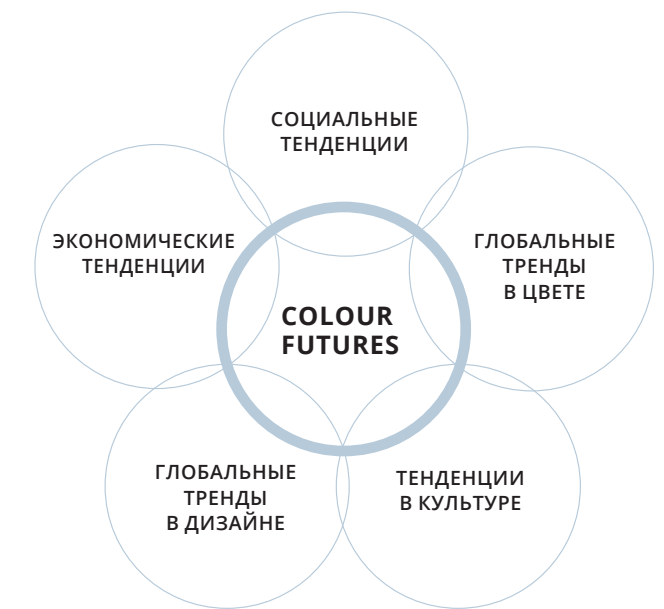 СОЦИАЛЬНЫЕ
ТЕНДЕНЦИИ
ЭКОНОМИЧЕСКИЕ
ТЕНДЕНЦИИ
ГЛОБАЛЬНЫЕ
ТРЕНДЫ
В ЦВЕТЕ
COLOUR
FUTURES
ГЛОБАЛЬНЫЕ
ТРЕНДЫ
В ДИЗАЙНЕ
ТЕНДЕНЦИИ
В КУЛЬТУРЕ